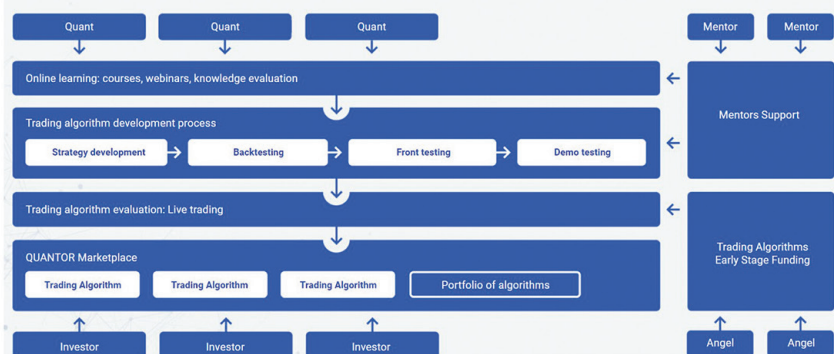 Quant
Quant
Quant
Mentor
Mentor
Online learning: courses, webinars, knowledge evaluation
Mentors Support
Trading algorithm development process
Strategy development
Backtesting
Front testing
Demo testing
Trading algorithm evaluation: Live trading
Trading Algorithms
Early Stage Funding
QUANTOR Marketplace
Trading Algorithm
Trading Algorithm
Trading Algorithm
Portfolio of algorithms
Investor
Investor
Investor
Angel
Angel